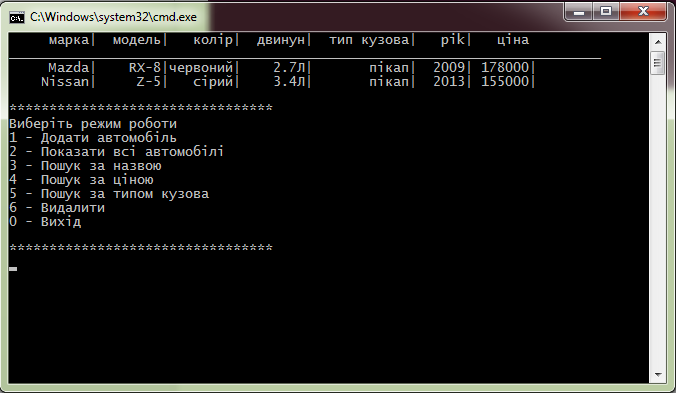 C:\Windows\system32\cmd.exe
марка| модель| колір| двинун| тип кузова| рік| ціна
Mazda| RX-8|червоний| 2.7Л| пікап| 2009| 178000|
Nissan| Z-5| сірий| 3.4Л| пікап| 2013| 155000|
*********************************
Виберіть режим роботи
1 - Додати автомобіль
2 - Показати всі автомобілі
3 - Пошук за назвою
4 - Пошук за ціною
5 - Пошук за типом кузова
6 - Видалити
0 - Вихід
*********************************